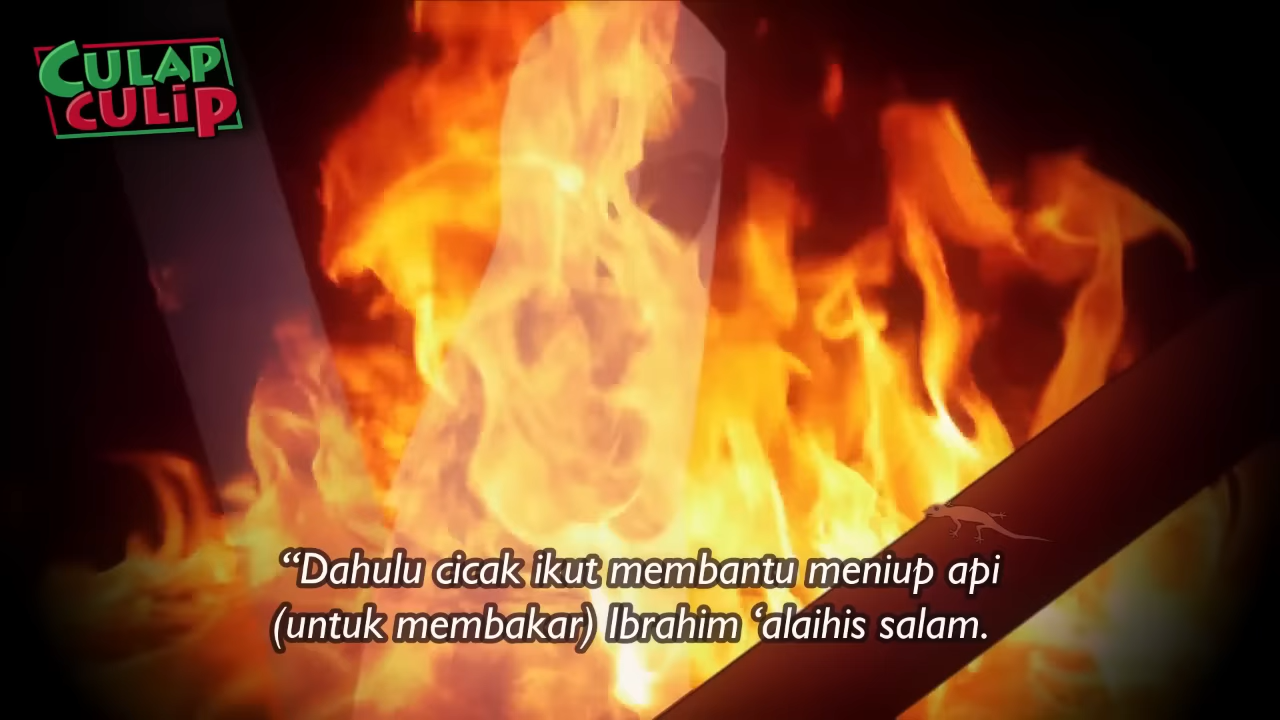 CULAP
CULiP
“Dahulu cicak ikut membantu meniup api
(untuk membakar) Ibrahim ‘alaihis salam.